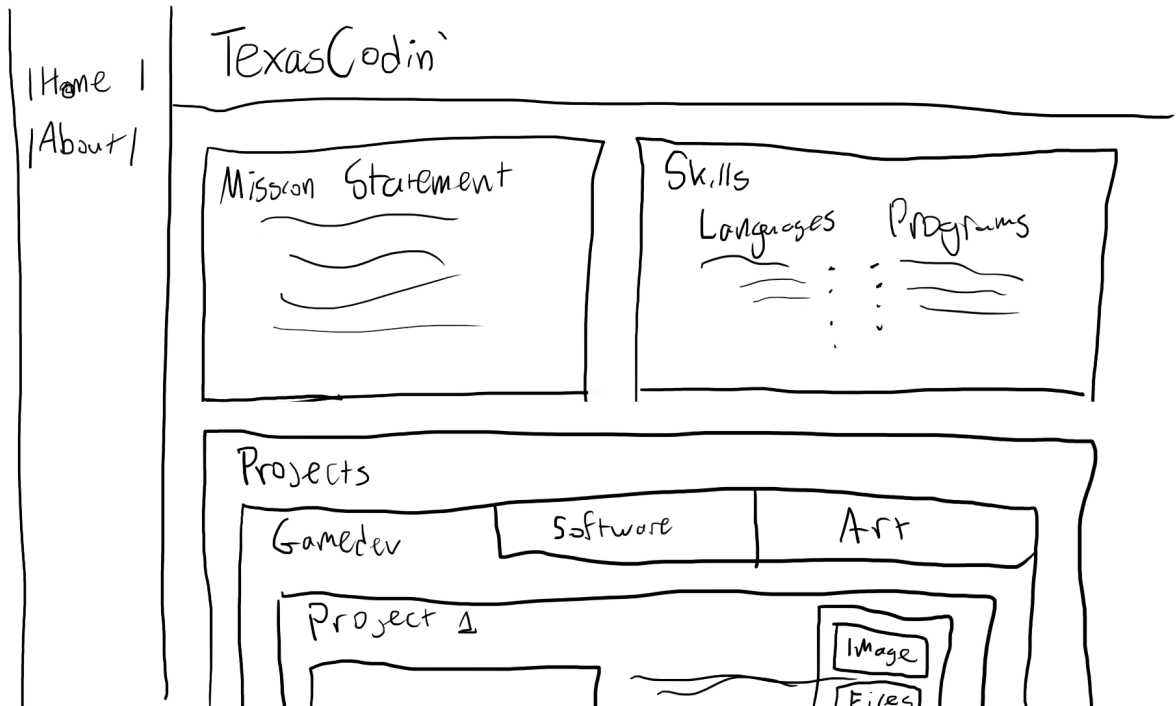 TexasCodin`
|Home |
|About|
Mission Statement
Skills
Languages
Programs
Projects
Gamedev
Software
Art
Project 1
Image
Files